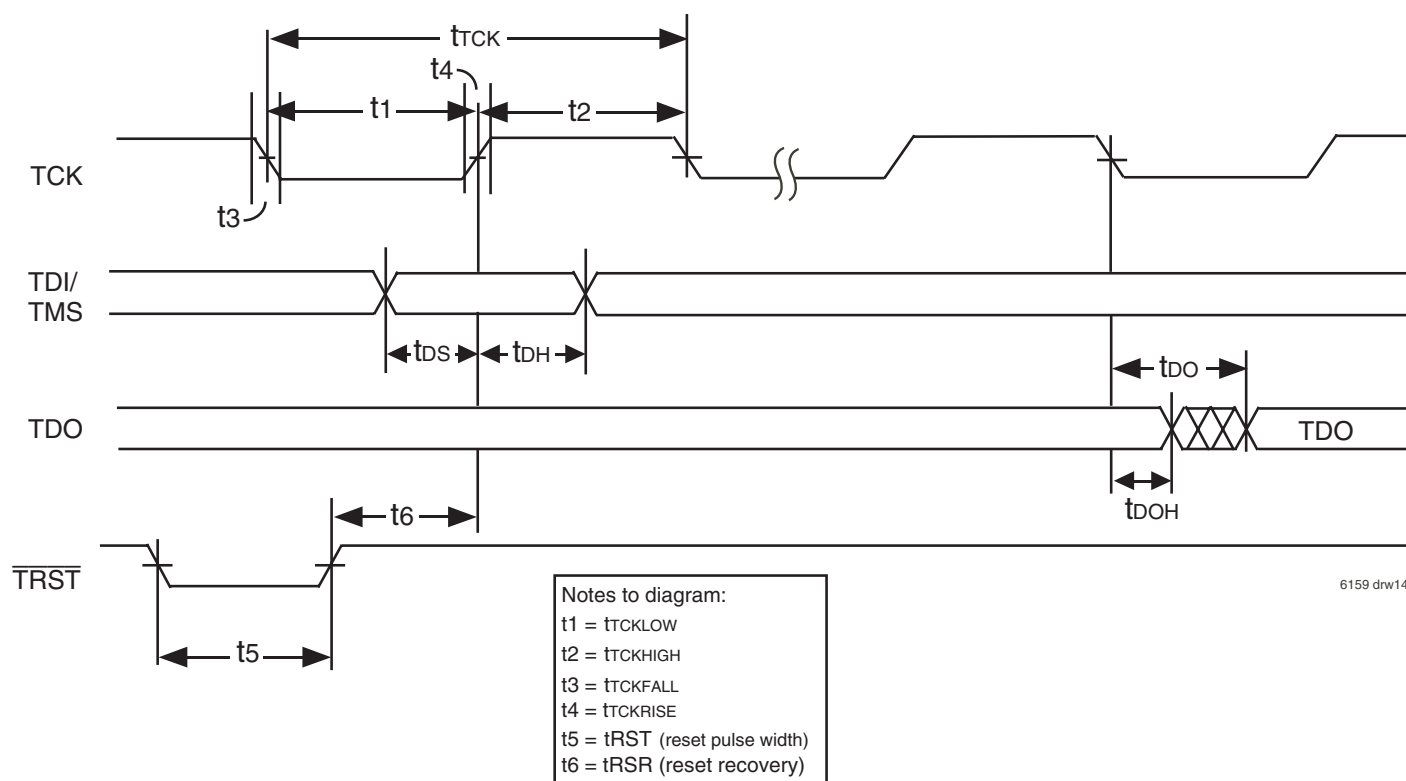 tTCK
t4
t1
t2
TCK
t3
TDI/
TMS
tDS
tDH
tDO
TDO
TDO
tDOH
t6
TRST
6159 drw14
t5
Notes to diagram:
t1 = tTCKLOW
t2 = tTCKHIGH
t3 = tTCKFALL
t4 = tTCKRISE
t5 = tRST (reset pulse width)
t6 = tRSR (reset recovery)